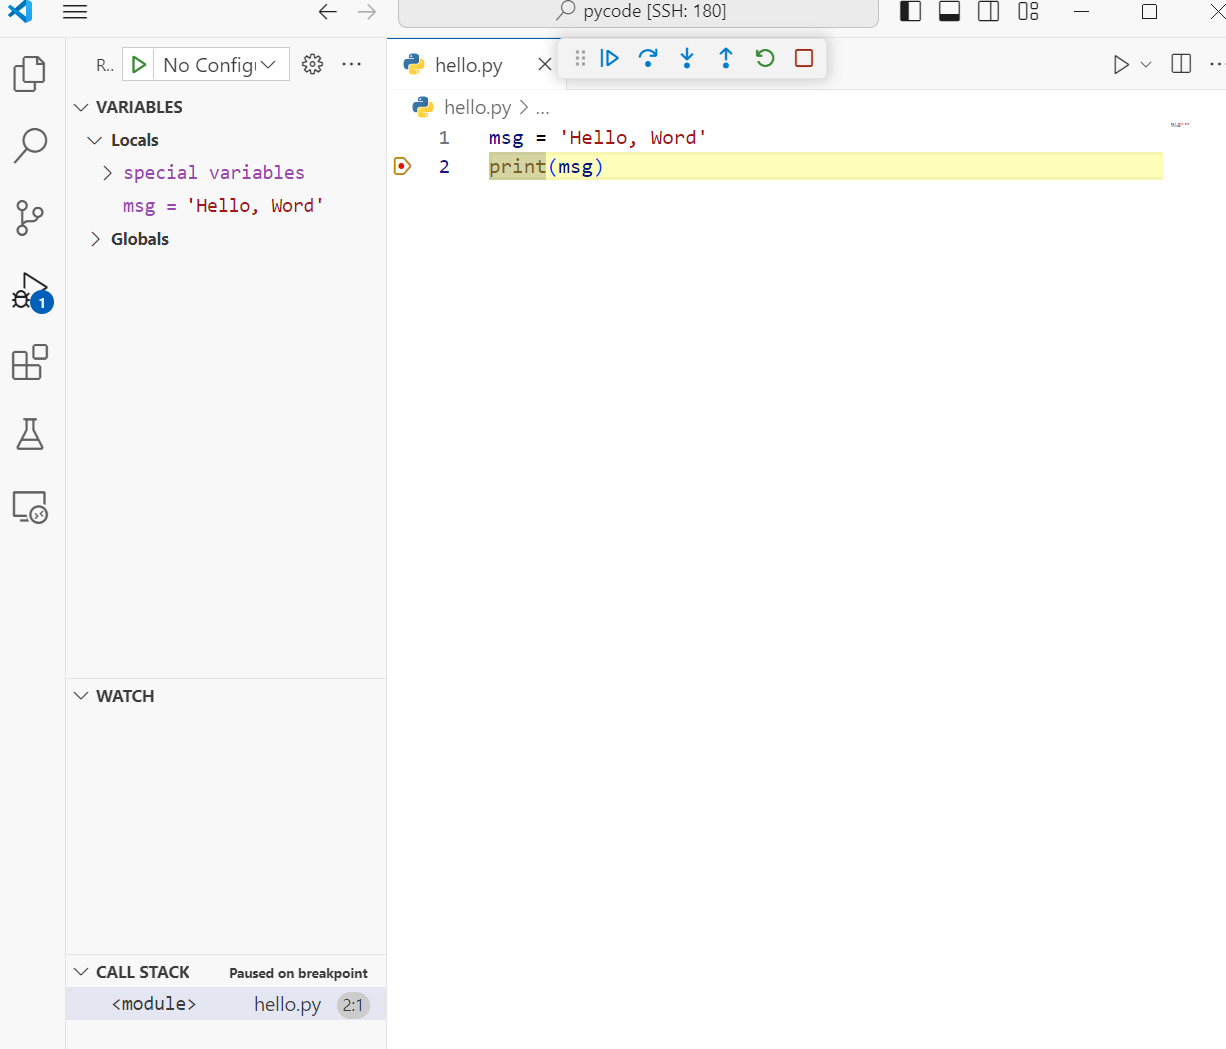 pycode [SSH: 180]
R..
No Config
hello.py
VARIABLES
Locals
special variables
msg = 'Hello, Word'
Globals
1
WATCH
CALL STACK
Paused on breakpoint
<module>
hello.py
2:1
hello.py > ...
1 msg = 'Hello, Word'
2 print(msg)